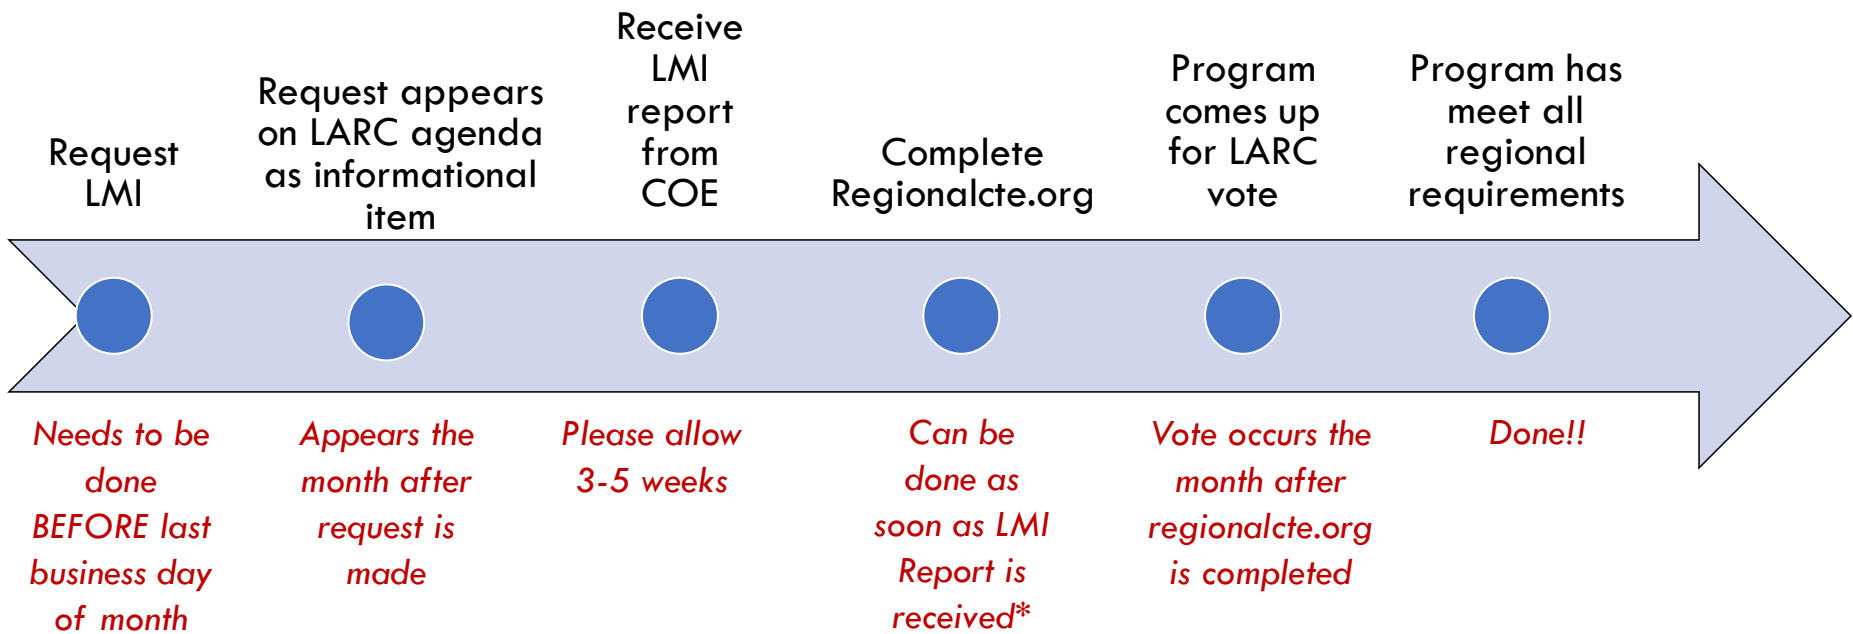 Request
LMI
Request appears
on LARC agenda
as informational
item
Receive
LMI
report
from
COE
Complete
Regionalcte.org
Program
comes up
for LARC
vote
Program has
meet all
regional
requirements
Needs to be
done
BEFORE last
business day
of month
Appears the
month after
request is
made
Please allow
3-5 weeks
Can be
done as
soon as LMI
Report is
received*
Vote occurs the
month after
regionalcte.org
is completed
Done!!